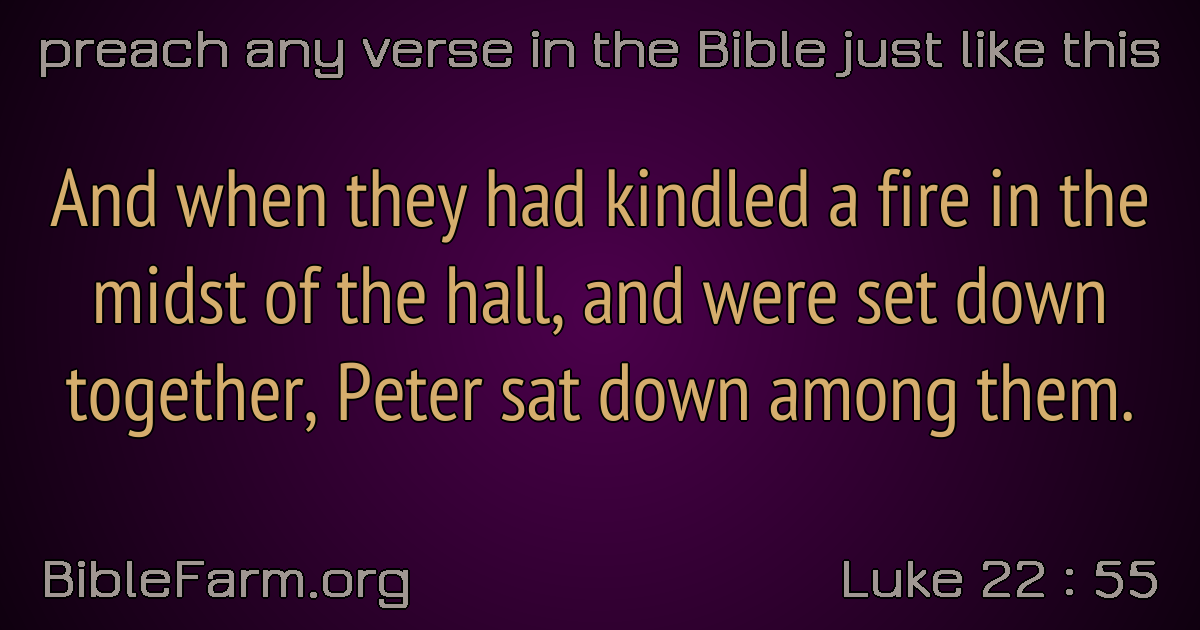 preach any verse in the Bible just like this
And when they had kindled a fire in the
midst of the hall, and were set down
together, Peter sat down among them.
BibleFarm.org
Luke 22 : 55